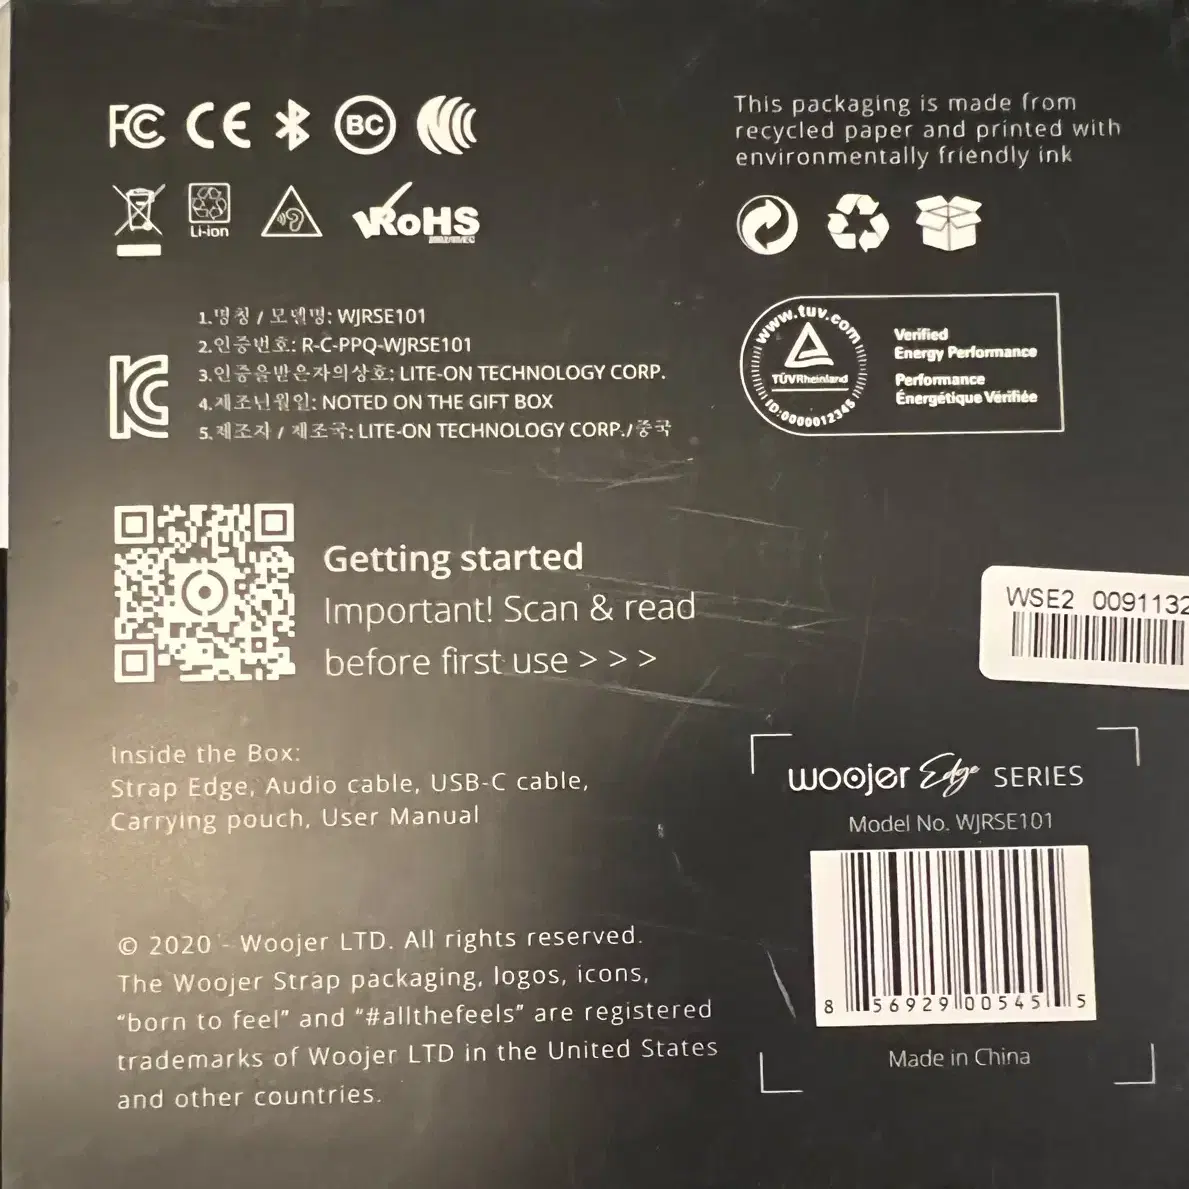 FC CE BC
Li-ion RoHS
This packaging is made from
recycled paper and printed with
environmentally friendly ink
1.명칭 / 모델명: WJRSE101
2.인증번호: R-C-PPQ-WJRSE101
3.인증을받은자의상호: LITE-ON TECHNOLOGY CORP.
4.제조년월일: NOTED ON THE GIFT BOX
5.제조자 / 제조국: LITE-ON TECHNOLOGY CORP./중국
www.tuv.com
TÜVRheinland
ID:0000012345
Verified
Energy Performance
Performance
Énergétique Vérifiée
Getting started
Important! Scan & read
before first use > > >
WSE2 0091132
Inside the Box:
Strap Edge, Audio cable, USB-C cable,
Carrying pouch, User Manual
woojer Edge SERIES
Model No. WJRSE101
8 56929 00545 5
Made in China
© 2020 - Woojer LTD. All rights reserved.
The Woojer Strap packaging, logos, icons,
“born to feel” and “#allthefeels” are registered
trademarks of Woojer LTD in the United States
and other countries.